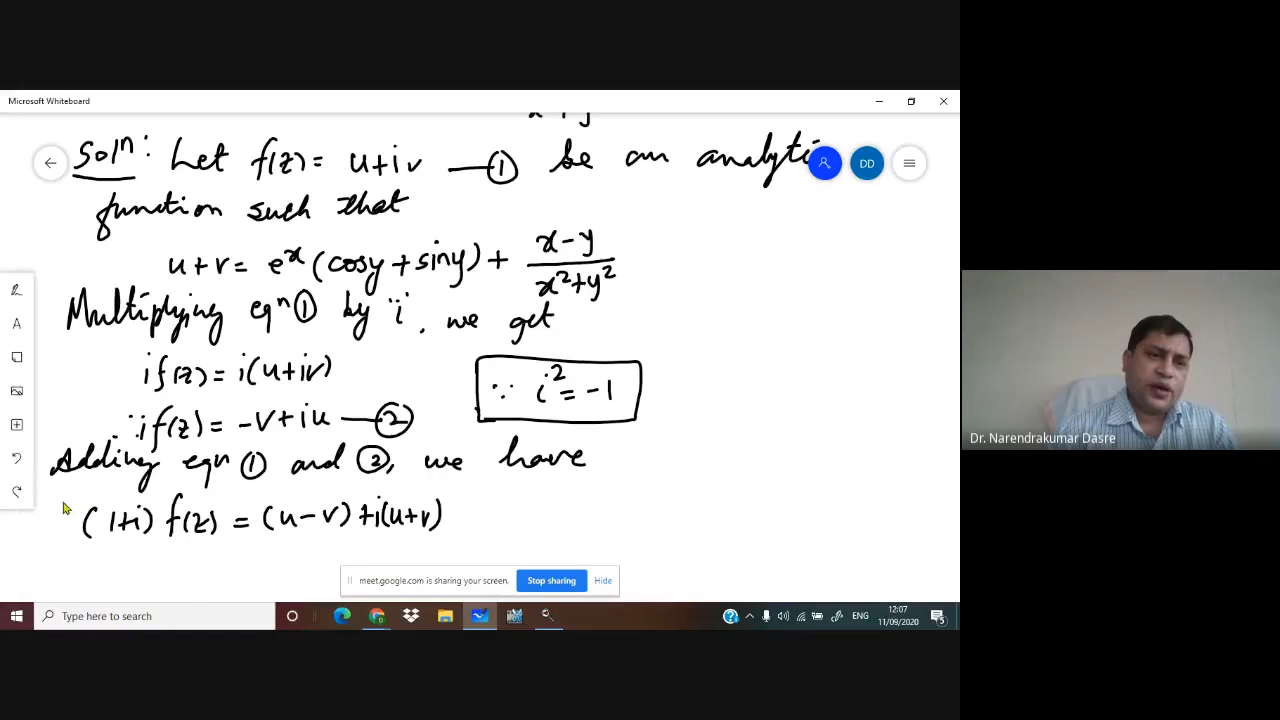 Microsoft Whiteboard
Soln: Let f(z) = u+iv —① be an analytic
DD
function such that
u+v = e^x (cosy + siny) + x-y / x²+y²
Multiplying eqn ① by 'i', we get
if(z) = i(u+iv)
∵ i² = -1
∴ if(z) = -v+iu —②
Adding eqn ① and ②, we have
(1+i) f(z) = (u-v) + i(u+v)
Dr. Narendrakumar Dasre
meet.google.com is sharing your screen. Stop sharing Hide
Type here to search
ENG
12:07
11/09/2020
5